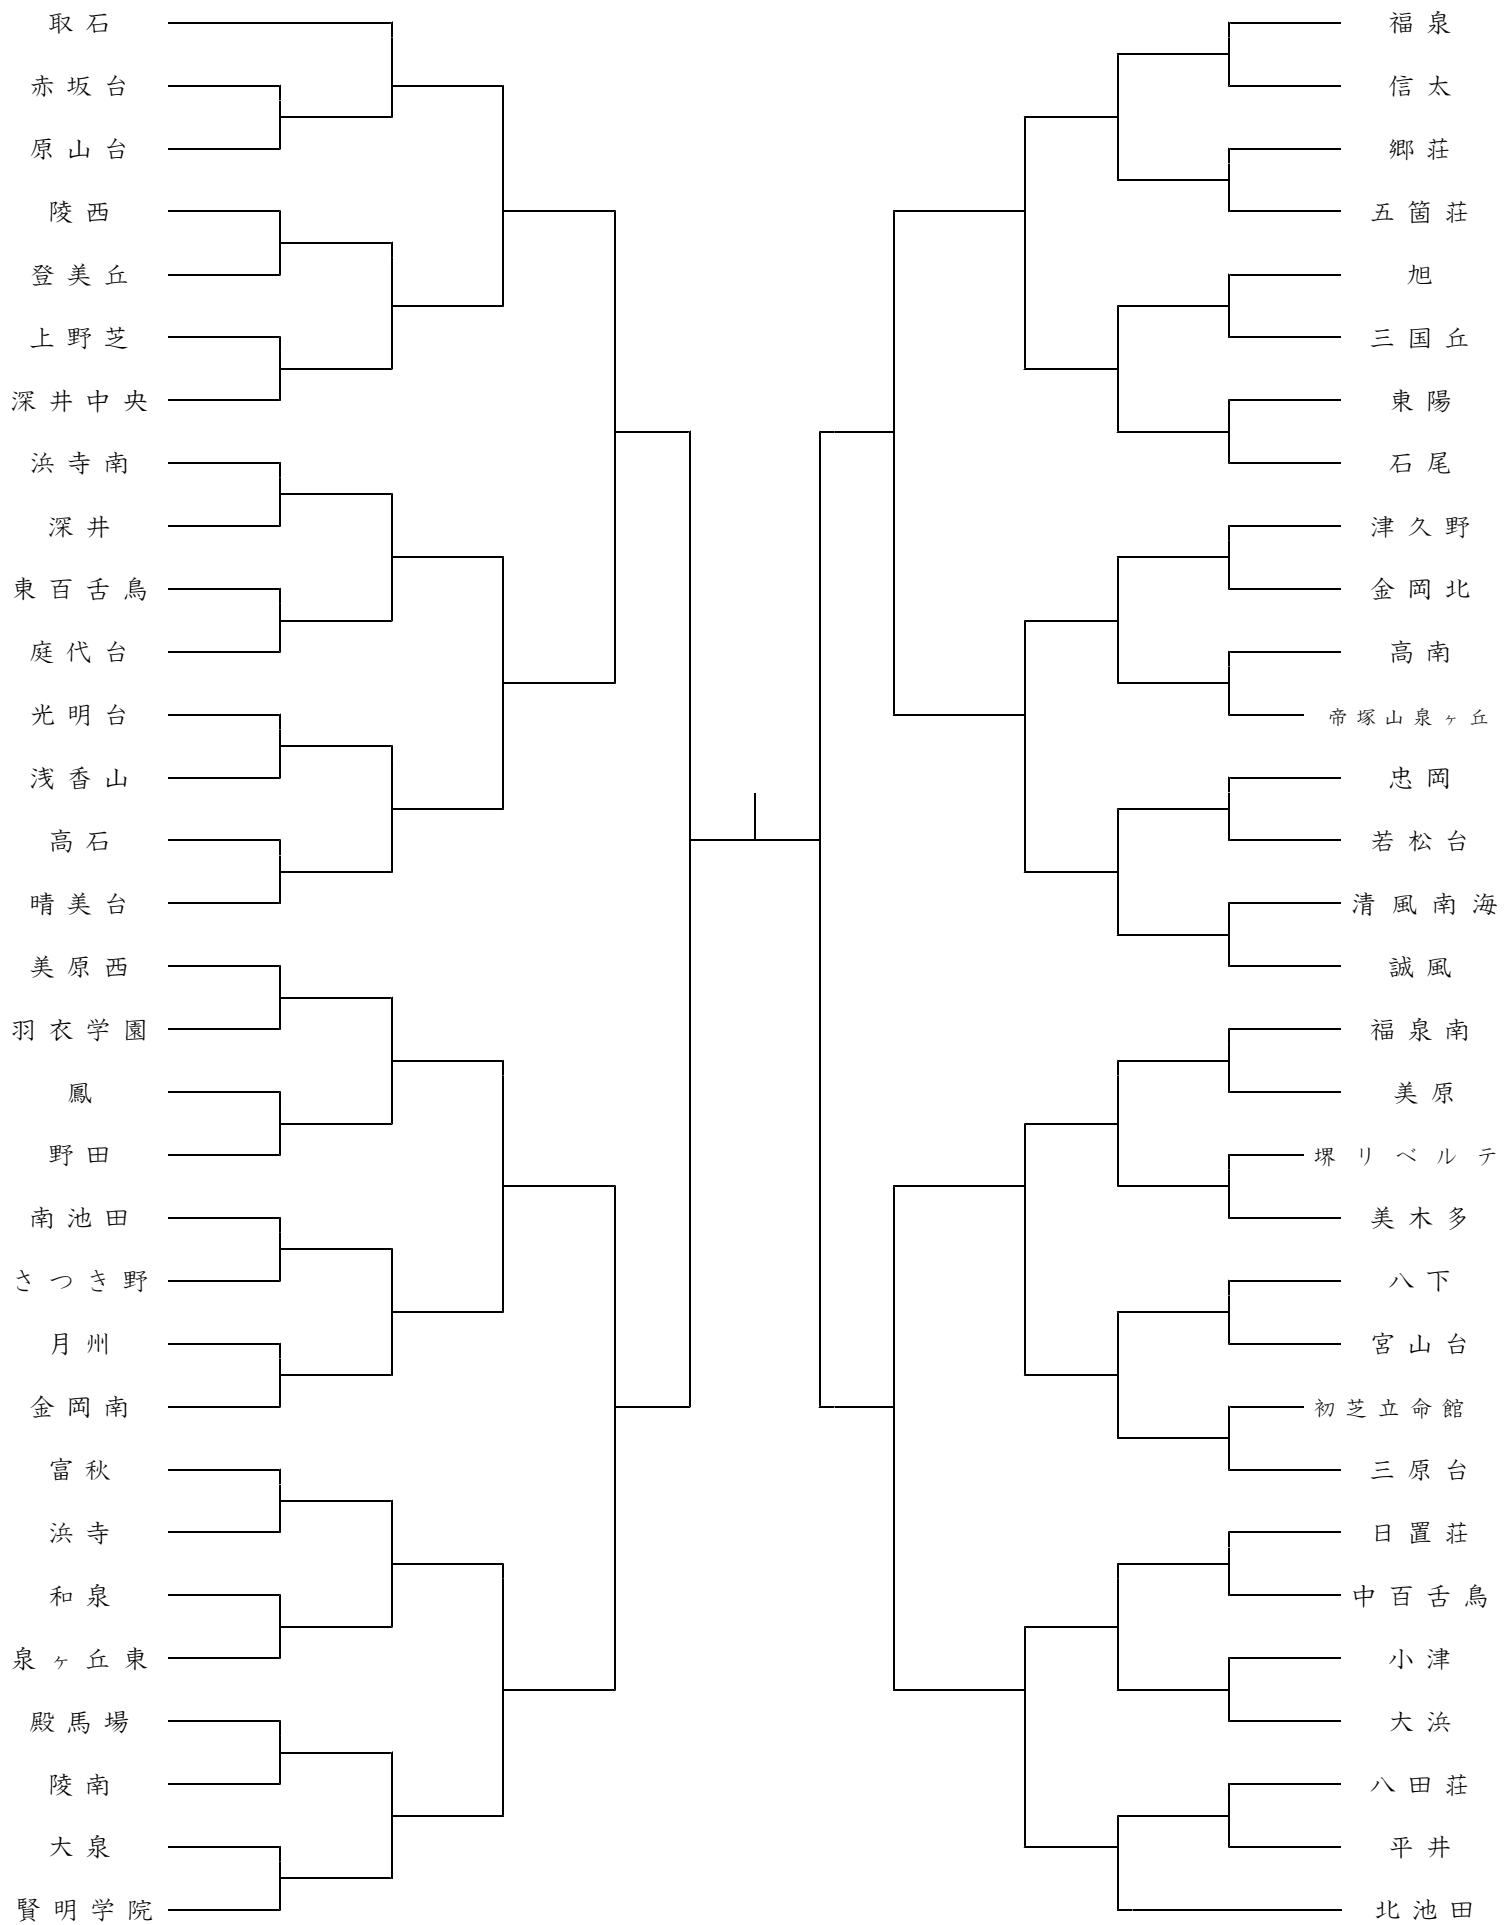 取石
赤坂台
原山台
陵西
登美丘
上野芝
深井中央
浜寺南
深井
東百舌鳥
庭代台
光明台
浅香山
高石
晴美台
美原西
羽衣学園
鳳
野田
南池田
さつき野
月州
金岡南
富秋
浜寺
和泉
泉ヶ丘東
殿馬場
陵南
大泉
賢明学院
福泉
信太
郷荘
五箇荘
旭
三国丘
東陽
石尾
津久野
金岡北
高南
帝塚山泉ヶ丘
忠岡
若松台
清風南海
誠風
福泉南
美原
堺リベルテ
美木多
八下
宮山台
初芝立命館
三原台
日置荘
中百舌鳥
小津
大浜
八田荘
平井
北池田